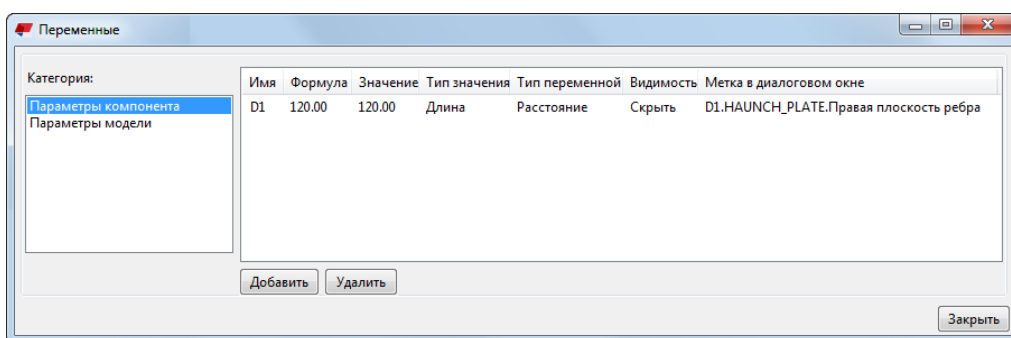 Переменные
Категория:
Параметры компонента
Параметры модели
Имя Формула Значение Тип значения Тип переменной Видимость Метка в диалоговом окне
D1 120.00 120.00 Длина Расстояние Скрыть D1.HAUNCH_PLATE.Правая плоскость ребра
Добавить Удалить
Закрыть